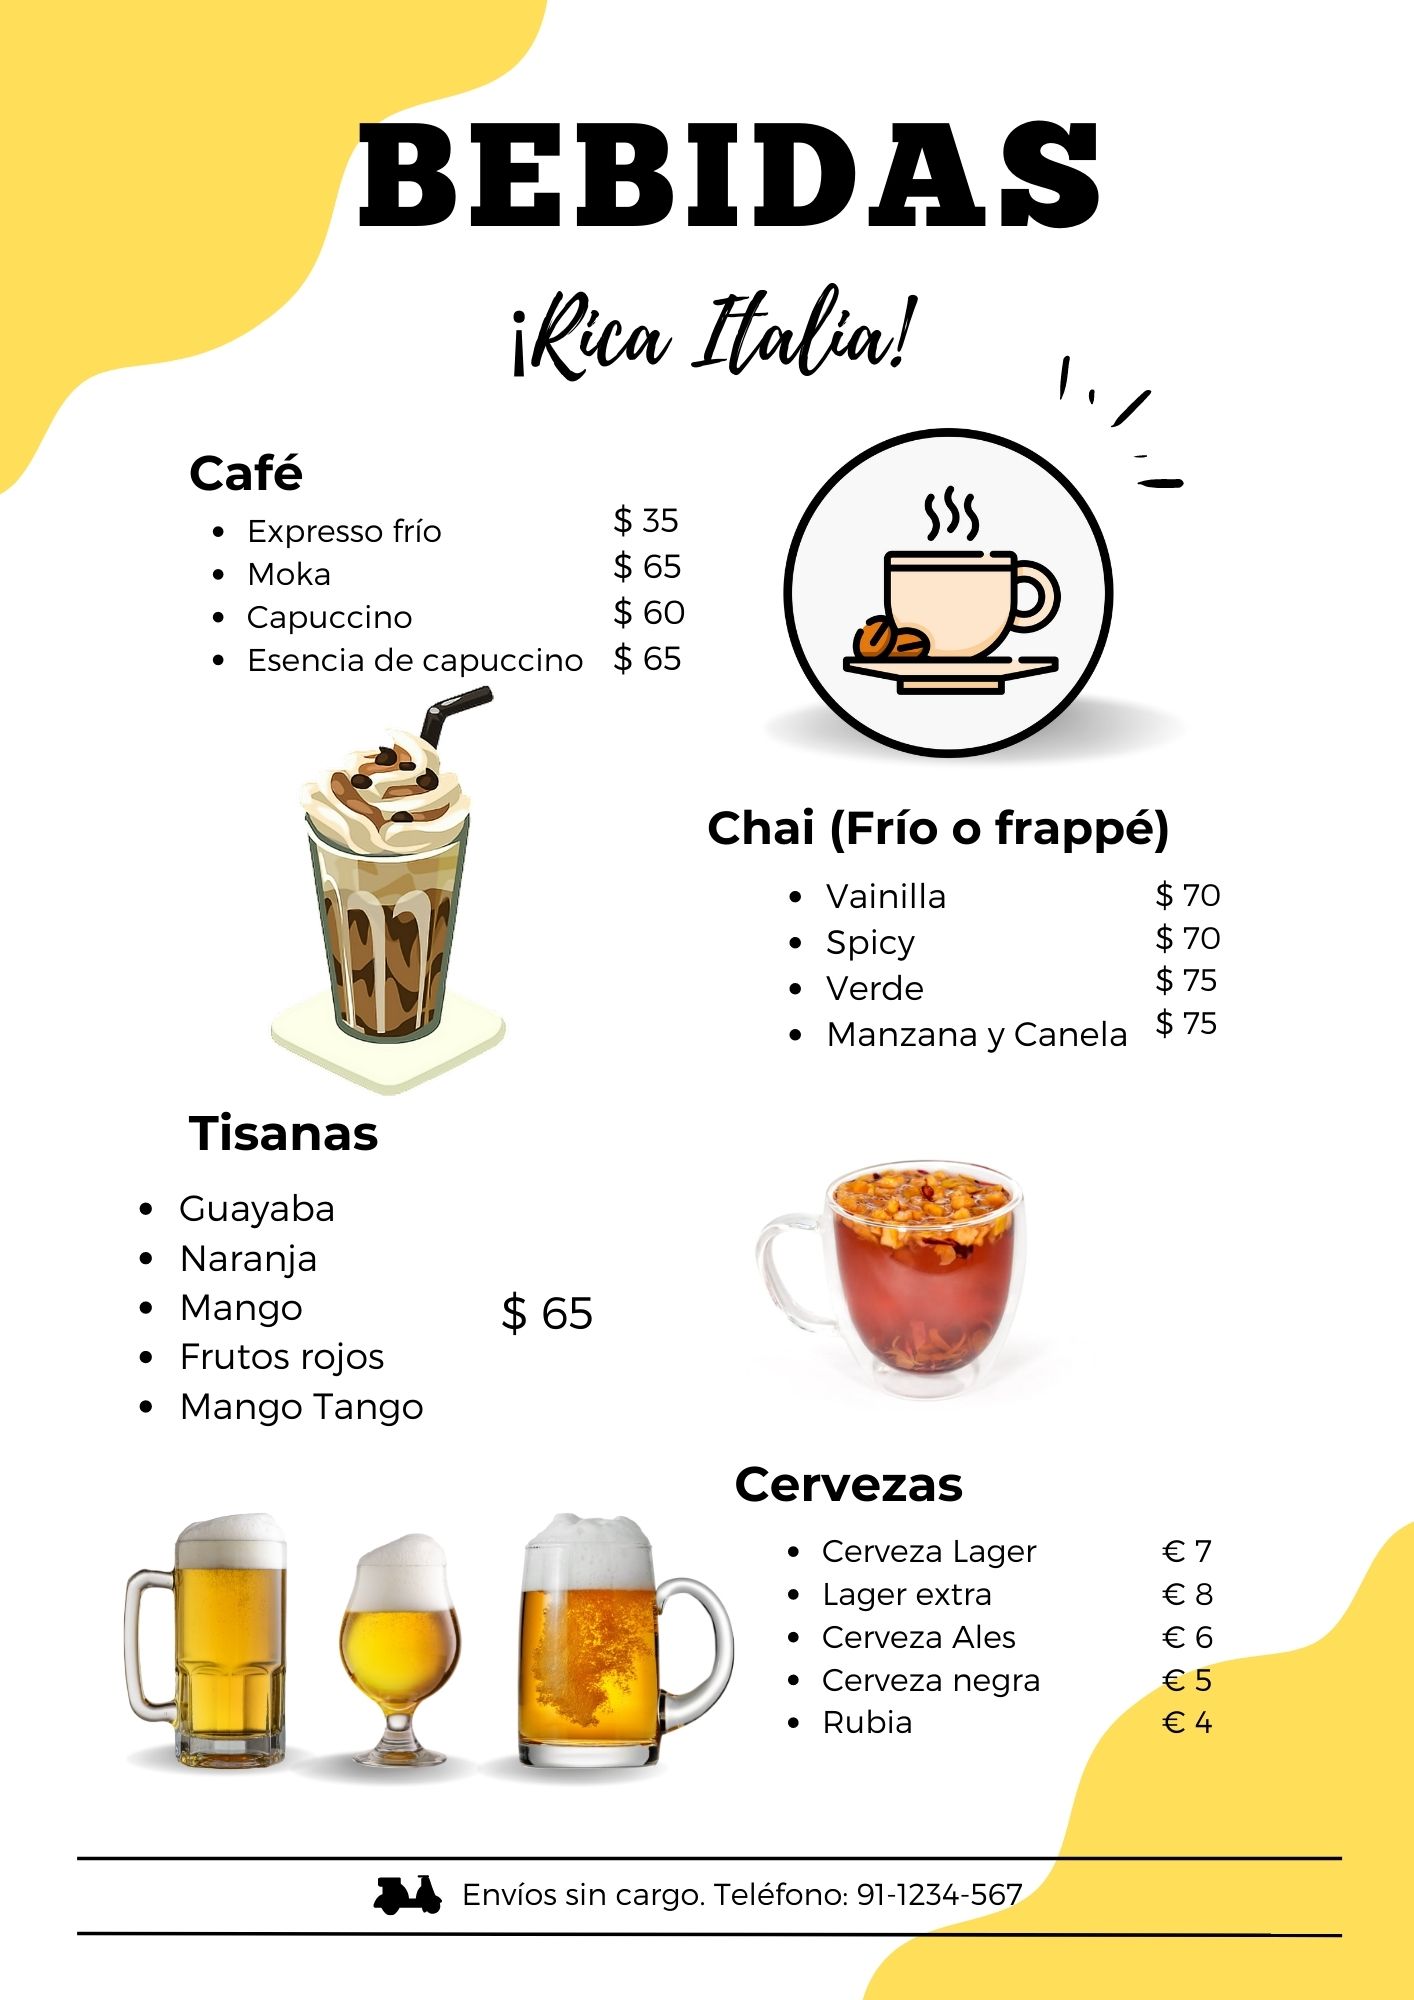 BEBIDAS
¡Rica Italia!
Café
• Expresso frío $ 35
• Moka $ 65
• Capuccino $ 60
• Esencia de capuccino $ 65
Chai (Frío o frappé)
• Vainilla $ 70
• Spicy $ 70
• Verde $ 75
• Manzana y Canela $ 75
Tisanas
• Guayaba
• Naranja
• Mango $ 65
• Frutos rojos
• Mango Tango
Cervezas
• Cerveza Lager € 7
• Lager extra € 8
• Cerveza Ales € 6
• Cerveza negra € 5
• Rubia € 4
Envíos sin cargo. Teléfono: 91-1234-567